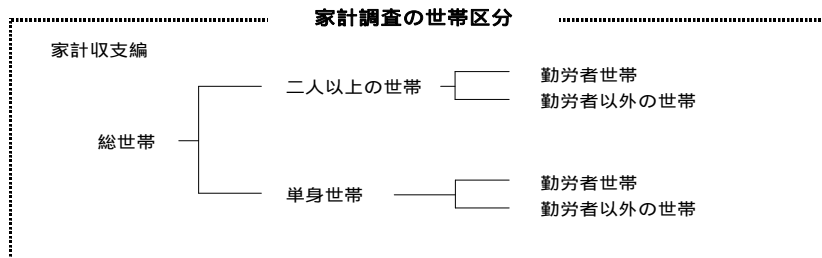 家計調査の世帯区分
家計収支編
総世帯
二人以上の世帯
勤労者世帯
勤労者以外の世帯
単身世帯
勤労者世帯
勤労者以外の世帯